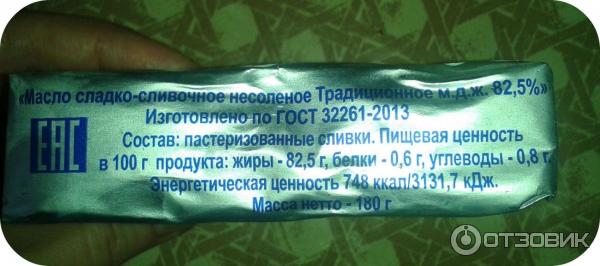 «Масло сладко-сливочное несоленое Традиционное м.д.ж. 82,5%»
Изготовлено по ГОСТ 32261-2013
ЕАС
Состав: пастеризованные сливки. Пищевая ценность
в 100 г продукта: жиры - 82,5 г, белки - 0,6 г, углеводы - 0,8 г.
Энергетическая ценность 748 ккал/3131,7 кДж.
Масса нетто - 180 г
ОТЗОВИК